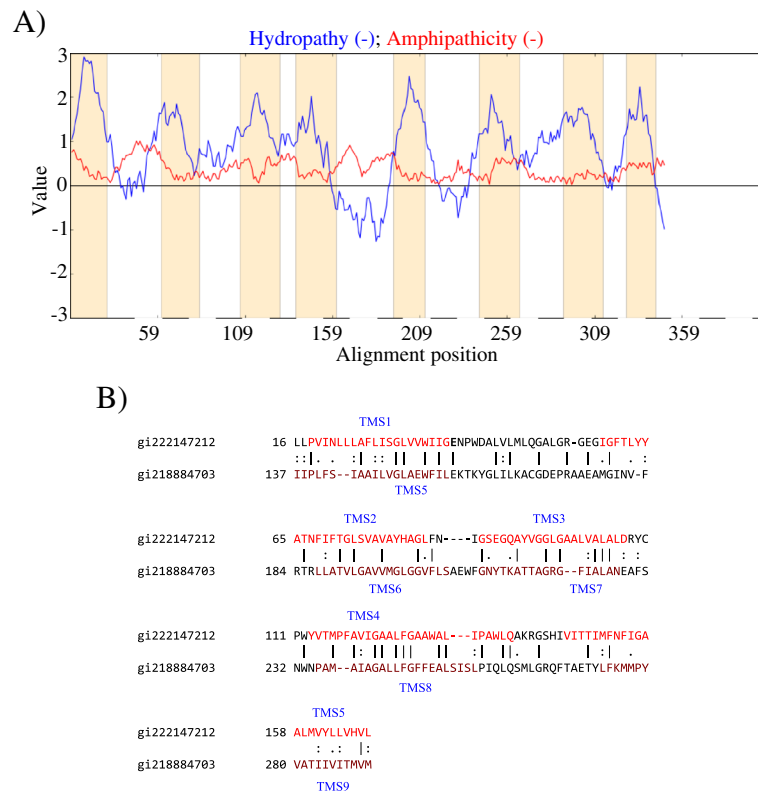 A)
Hydropathy (-); Amphipathicity (-)
3
2
1
0
-1
-2
-3
Value
59 109 159 209 259 309 359
Alignment position
B)
TMS1
gi222147212 16 LLPVINLLLAFLISGLVVWIIGENPWDALVLMLQGALGR-GEGIGFTLYY
::|. . :| ::|| | || | |: | | | .| . :
gi218884703 137 IIPLFS--IAAILVGLAEWFILEKTKYGLILKACGDEPRAAEAMGINV-F
TMS5
TMS2 TMS3
gi222147212 65 ATNFIFTGLSVAVAYHAGLFN----IGSEGQAYVGGLGAALVALALDRYC
| : || | |.| | |. | | |||| : :
gi218884703 184 RTRLLATVLGAVVMGLGGVFLSAEWFGNYTKATTAGRG--FIALANEAFS
TMS6 TMS7
TMS4
gi222147212 111 PWYVTMPFAVIGAALFGAAWAL---IPAWLQAKRGSHIVITTIMFNFIGA
| | |: || ||| || | |. | | : .
gi218884703 232 NWNPAM--AIAGALLFGFFEALSISLPIQLQSMLGRQFTAETYLFKMMPY
TMS8
TMS5
gi222147212 158 ALMVYLLVHVL
: .: |:
gi218884703 280 VATIIVITMVM
TMS9